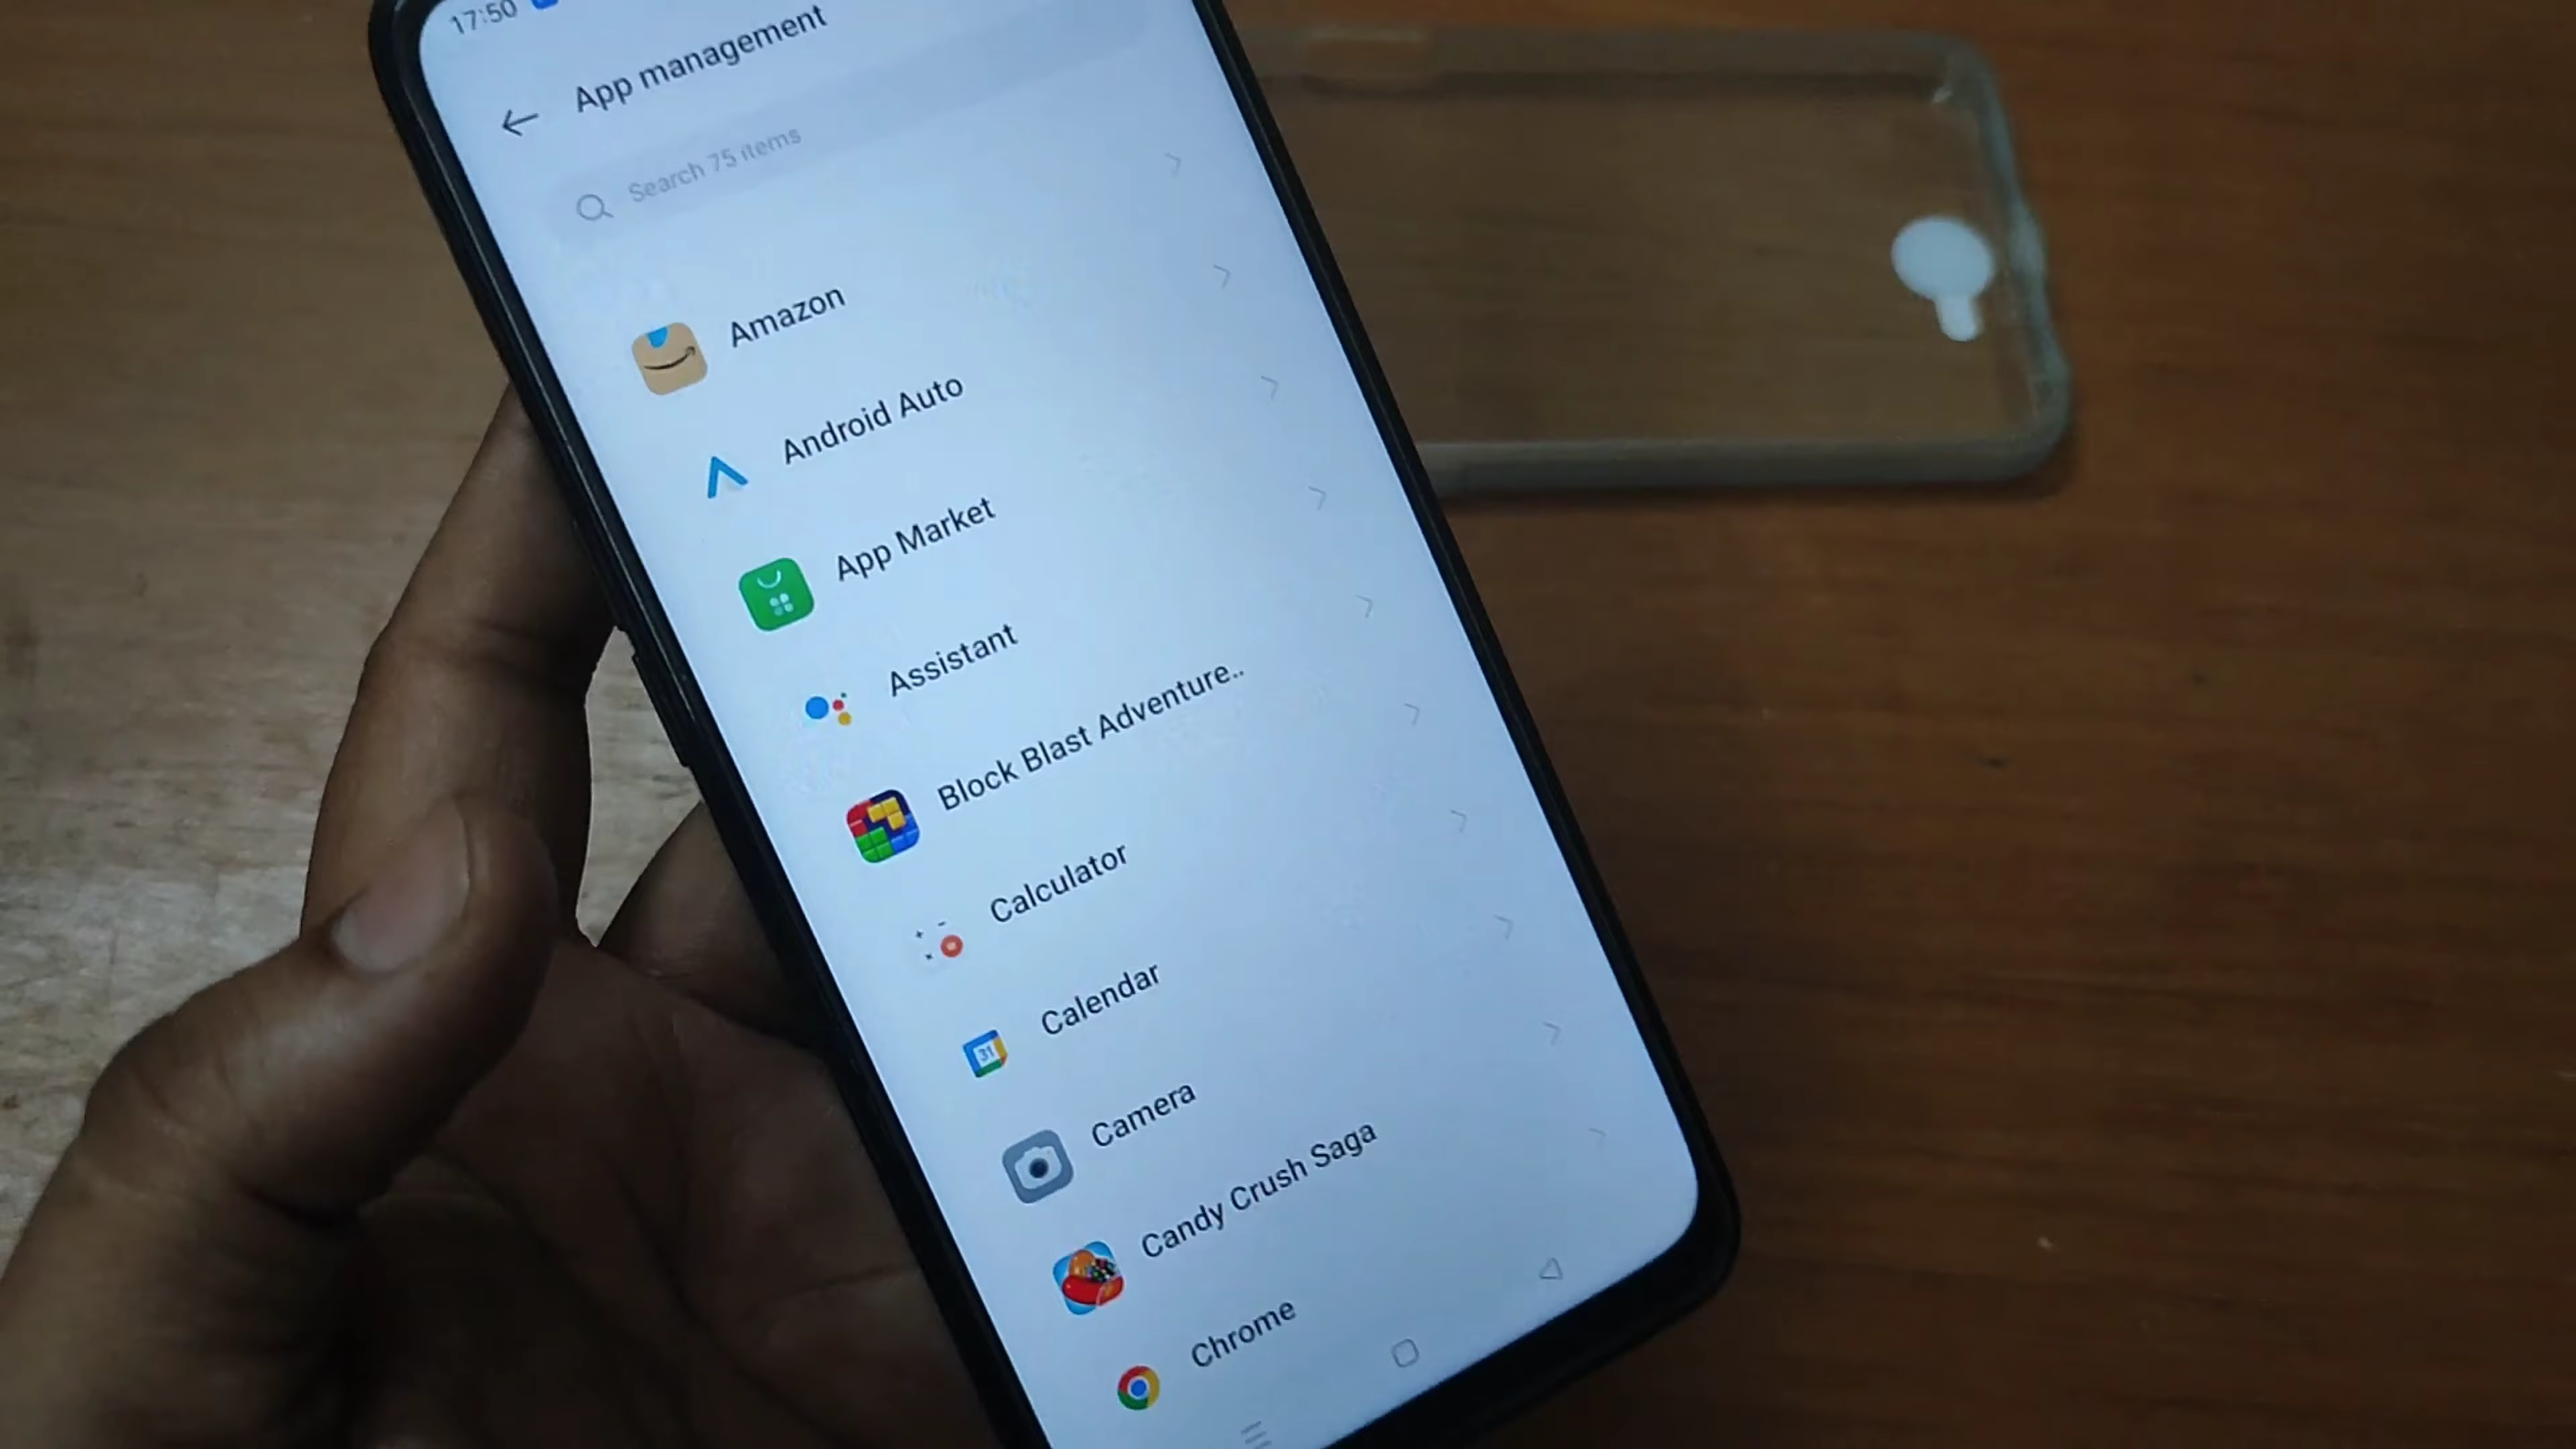 17:50
App management
Search 75 items
Amazon
Android Auto
App Market
Assistant
Block Blast Adventure..
Calculator
Calendar
31
Camera
Candy Crush Saga
Chrome